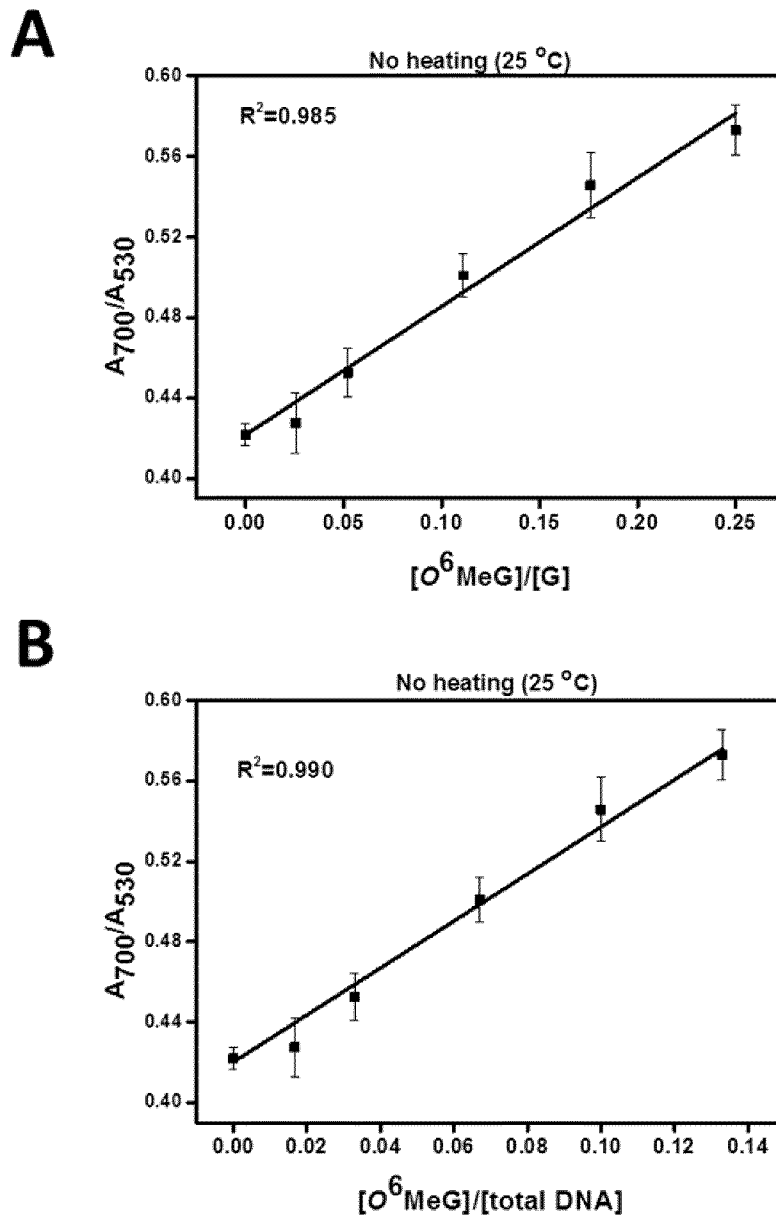 A
No heating (25 °C)
R²=0.985
0.60
0.56
0.52
0.48
0.44
0.40
A700/A530
0.00 0.05 0.10 0.15 0.20 0.25
[O⁶MeG]/[G]
B
No heating (25 °C)
R²=0.990
0.60
0.56
0.52
0.48
0.44
0.40
A700/A530
0.00 0.02 0.04 0.06 0.08 0.10 0.12 0.14
[O⁶MeG]/[total DNA]